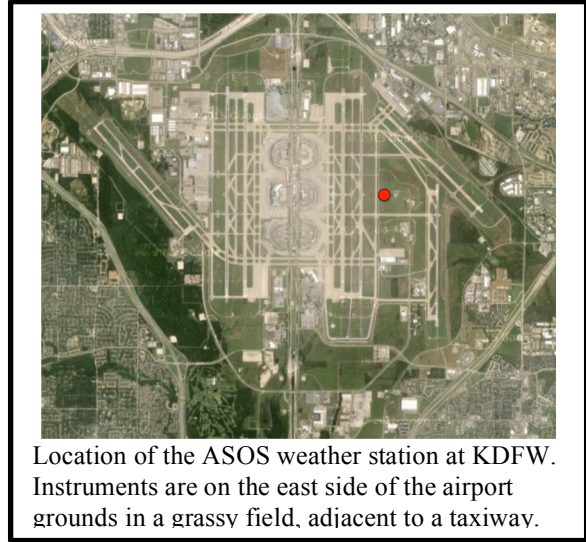 Location of the ASOS weather station at KDFW.
Instruments are on the east side of the airport
grounds in a grassy field, adjacent to a taxiway.